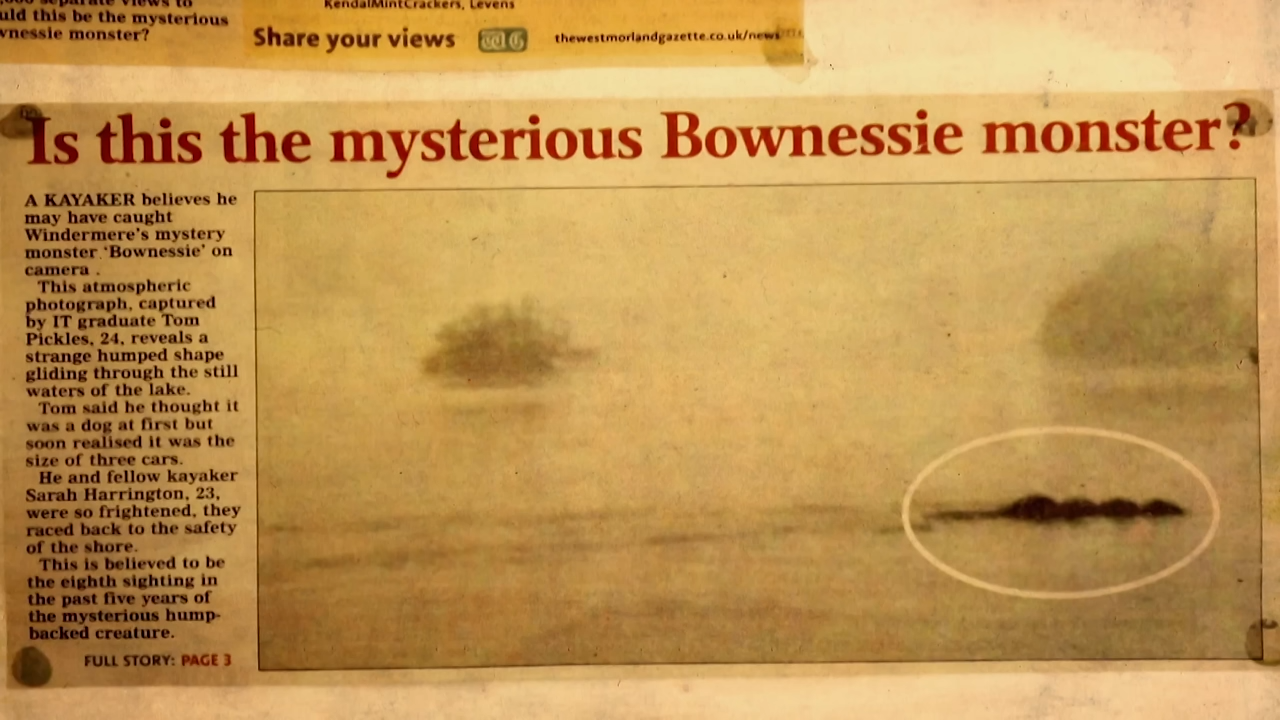 separate views to
uld this be the mysterious
wnessie monster?
KendalMintCrackers, Levens
Share your views
thewestmorlandgazette.co.uk/news
Is this the mysterious Bownessie monster?
A KAYAKER believes he
may have caught
Windermere's mystery
monster 'Bownessie' on
camera .
This atmospheric
photograph, captured
by IT graduate Tom
Pickles, 24, reveals a
strange humped shape
gliding through the still
waters of the lake.
Tom said he thought it
was a dog at first but
soon realised it was the
size of three cars.
He and fellow kayaker
Sarah Harrington, 23,
were so frightened, they
raced back to the safety
of the shore.
This is believed to be
the eighth sighting in
the past five years of
the mysterious hump-
backed creature.
FULL STORY: PAGE 3